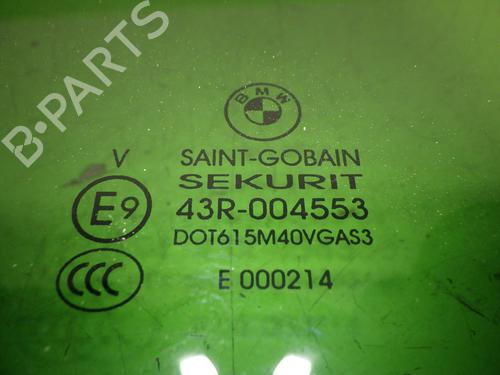 B-PARTS
BMW
V
SAINT-GOBAIN
SEKURIT
E9
43R-004553
DOT615M40VGAS3
CCC
E 000214